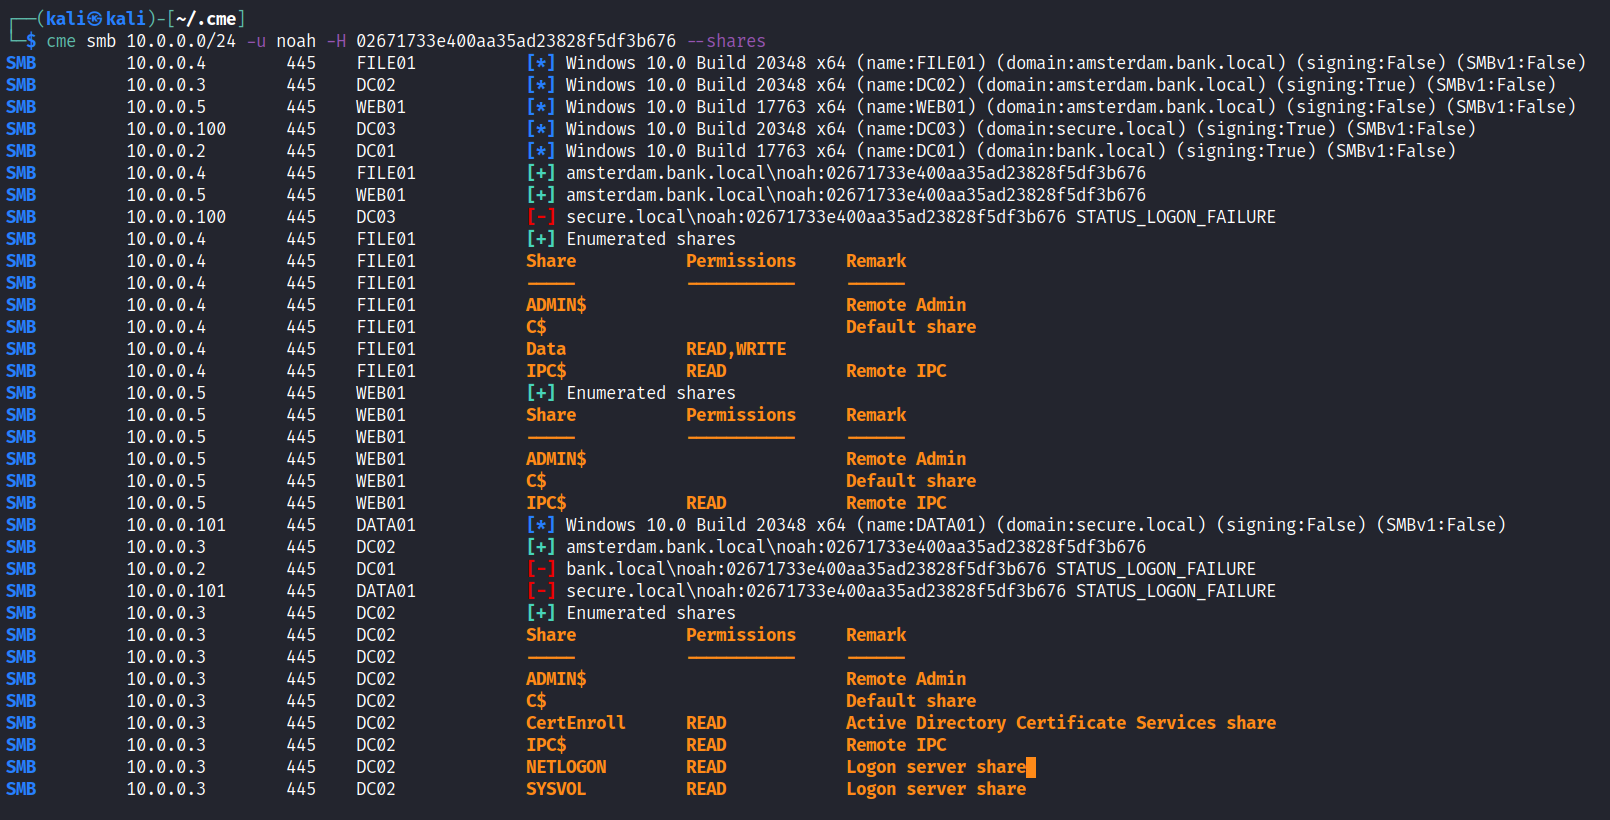 ┌──(kali㉿kali)-[~/.cme]
└─$ cme smb 10.0.0.0/24 -u noah -H 02671733e400aa35ad23828f5df3b676 --shares
SMB 10.0.0.4 445 FILE01 [*] Windows 10.0 Build 20348 x64 (name:FILE01) (domain:amsterdam.bank.local) (signing:False) (SMBv1:False)
SMB 10.0.0.3 445 DC02 [*] Windows 10.0 Build 20348 x64 (name:DC02) (domain:amsterdam.bank.local) (signing:True) (SMBv1:False)
SMB 10.0.0.5 445 WEB01 [*] Windows 10.0 Build 17763 x64 (name:WEB01) (domain:amsterdam.bank.local) (signing:False) (SMBv1:False)
SMB 10.0.0.100 445 DC03 [*] Windows 10.0 Build 20348 x64 (name:DC03) (domain:secure.local) (signing:True) (SMBv1:False)
SMB 10.0.0.2 445 DC01 [*] Windows 10.0 Build 17763 x64 (name:DC01) (domain:bank.local) (signing:True) (SMBv1:False)
SMB 10.0.0.4 445 FILE01 [+] amsterdam.bank.local\noah:02671733e400aa35ad23828f5df3b676
SMB 10.0.0.5 445 WEB01 [+] amsterdam.bank.local\noah:02671733e400aa35ad23828f5df3b676
SMB 10.0.0.100 445 DC03 [-] secure.local\noah:02671733e400aa35ad23828f5df3b676 STATUS_LOGON_FAILURE
SMB 10.0.0.4 445 FILE01 [+] Enumerated shares
SMB 10.0.0.4 445 FILE01 Share Permissions Remark
SMB 10.0.0.4 445 FILE01 ----- ----------- ------
SMB 10.0.0.4 445 FILE01 ADMIN$ Remote Admin
SMB 10.0.0.4 445 FILE01 C$ Default share
SMB 10.0.0.4 445 FILE01 Data READ,WRITE
SMB 10.0.0.4 445 FILE01 IPC$ READ Remote IPC
SMB 10.0.0.5 445 WEB01 [+] Enumerated shares
SMB 10.0.0.5 445 WEB01 Share Permissions Remark
SMB 10.0.0.5 445 WEB01 ----- ----------- ------
SMB 10.0.0.5 445 WEB01 ADMIN$ Remote Admin
SMB 10.0.0.5 445 WEB01 C$ Default share
SMB 10.0.0.5 445 WEB01 IPC$ READ Remote IPC
SMB 10.0.0.101 445 DATA01 [*] Windows 10.0 Build 20348 x64 (name:DATA01) (domain:secure.local) (signing:False) (SMBv1:False)
SMB 10.0.0.3 445 DC02 [+] amsterdam.bank.local\noah:02671733e400aa35ad23828f5df3b676
SMB 10.0.0.2 445 DC01 [-] bank.local\noah:02671733e400aa35ad23828f5df3b676 STATUS_LOGON_FAILURE
SMB 10.0.0.101 445 DATA01 [-] secure.local\noah:02671733e400aa35ad23828f5df3b676 STATUS_LOGON_FAILURE
SMB 10.0.0.3 445 DC02 [+] Enumerated shares
SMB 10.0.0.3 445 DC02 Share Permissions Remark
SMB 10.0.0.3 445 DC02 ----- ----------- ------
SMB 10.0.0.3 445 DC02 ADMIN$ Remote Admin
SMB 10.0.0.3 445 DC02 C$ Default share
SMB 10.0.0.3 445 DC02 CertEnroll READ Active Directory Certificate Services share
SMB 10.0.0.3 445 DC02 IPC$ READ Remote IPC
SMB 10.0.0.3 445 DC02 NETLOGON READ Logon server share
SMB 10.0.0.3 445 DC02 SYSVOL READ Logon server share